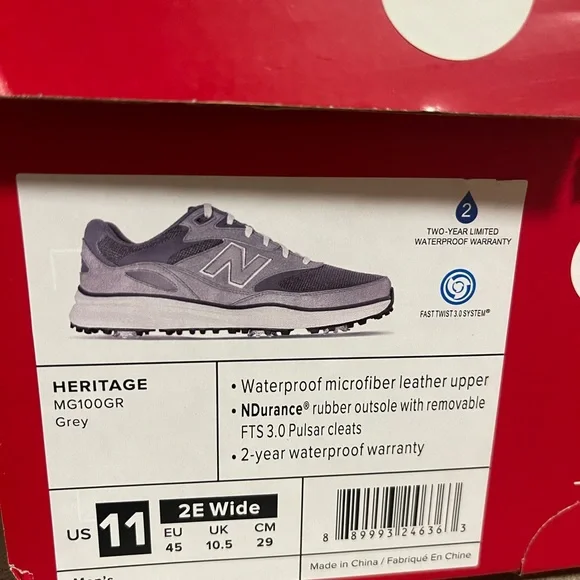 2
TWO-YEAR LIMITED
WATERPROOF WARRANTY
N
FAST TWIST 3.0 SYSTEM®
HERITAGE
MG100GR
Grey
• Waterproof microfiber leather upper
• NDurance® rubber outsole with removable
FTS 3.0 Pulsar cleats
• 2-year waterproof warranty
US 11
2E Wide
EU UK CM
45 10.5 29
8 89993 24636 3
Made in China / Fabriqué En Chine
Men's